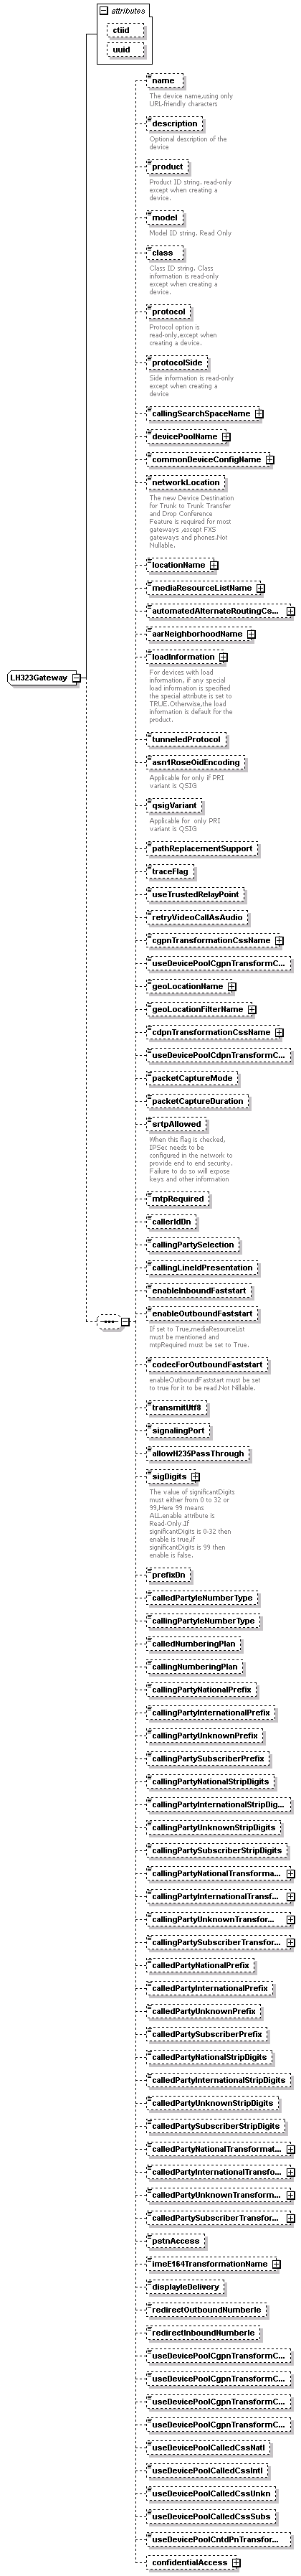 attributes
ctiid
uuid
name
The device name,using only
URL-friendly characters
description
Optional description of the
device
product
Product ID string. read-only
except when creating a
device.
model
Model ID string. Read Only
class
Class ID string. Class
information is read-only
except when creating a
device.
protocol
Protocol option is
read-only,except when
creating a device.
protocolSide
Side information is read-only
except when creating a
device
callingSearchSpaceName
devicePoolName
commonDeviceConfigName
networkLocation
The new Device Destination
for Trunk to Trunk Transfer
and Drop Conference
Feature is required for most
gateways ,except FXS
gateways and phones.Not
Nullable.
locationName
mediaResourceListName
automatedAlternateRoutingCs...
aarNeighborhoodName
loadInformation
For devices with load
information, if any special
load information is specified
the special attribute is set to
TRUE.Otherwise,the load
information is default for the
product.
LH323Gateway
tunneledProtocol
asn1RoseOidEncoding
Applicable for only if PRI
variant is QSIG
qsigVariant
Applicable for  only PRI
variant is QSIG
pathReplacementSupport
traceFlag
useTrustedRelayPoint
retryVideoCallAsAudio
cgpnTransformationCssName
useDevicePoolCgpnTransformC...
geoLocationName
geoLocationFilterName
cdpnTransformationCssName
useDevicePoolCdpnTransformC...
packetCaptureMode
packetCaptureDuration
srtpAllowed
When this flag is checked,
IPSec needs to be
configured in the network to
provide end to end security.
Failure to do so will expose
keys and other information
mtpRequired
callerIdDn
callingPartySelection
callingLineIdPresentation
enableInboundFaststart
enableOutboundFaststart
If set to True,mediaResourceList
must be mentioned and
mtpRequired must be set to True.
codecForOutboundFaststart
enableOutboundFaststart must be set
to true for it to be read.Not Nillable.
transmitUtf8
signalingPort
allowH235PassThrough
sigDigits
The value of significantDigits
must either from 0 to 32 or
99,Here 99 means
ALL.enable attribute is
Read-Only.If
significantDigits is 0-32 then
enable is true,if
significantDigits is 99 then
enable is false.
prefixDn
calledPartyIeNumberType
callingPartyIeNumberType
calledNumberingPlan
callingNumberingPlan
callingPartyNationalPrefix
callingPartyInternationalPrefix
callingPartyUnknownPrefix
callingPartySubscriberPrefix
callingPartyNationalStripDigits
callingPartyInternationalStripDig...
callingPartyUnknownStripDigits
callingPartySubscriberStripDigits
callingPartyNationalTransforma...
callingPartyInternationalTransf...
callingPartyUnknownTransfor...
callingPartySubscriberTransfor...
calledPartyNationalPrefix
calledPartyInternationalPrefix
calledPartyUnknownPrefix
calledPartySubscriberPrefix
calledPartyNationalStripDigits
calledPartyInternationalStripDigits
calledPartyUnknownStripDigits
calledPartySubscriberStripDigits
calledPartyNationalTransformat...
calledPartyInternationalTransfo...
calledPartyUnknownTransform...
calledPartySubscriberTransfor...
pstnAccess
imeE164TransformationName
displayIeDelivery
redirectOutboundNumberIe
redirectInboundNumberIe
useDevicePoolCgpnTransformC...
useDevicePoolCgpnTransformC...
useDevicePoolCgpnTransformC...
useDevicePoolCgpnTransformC...
useDevicePoolCalledCssNatl
useDevicePoolCalledCssIntl
useDevicePoolCalledCssUnkn
useDevicePoolCalledCssSubs
useDevicePoolCntdPnTransfor...
confidentialAccess